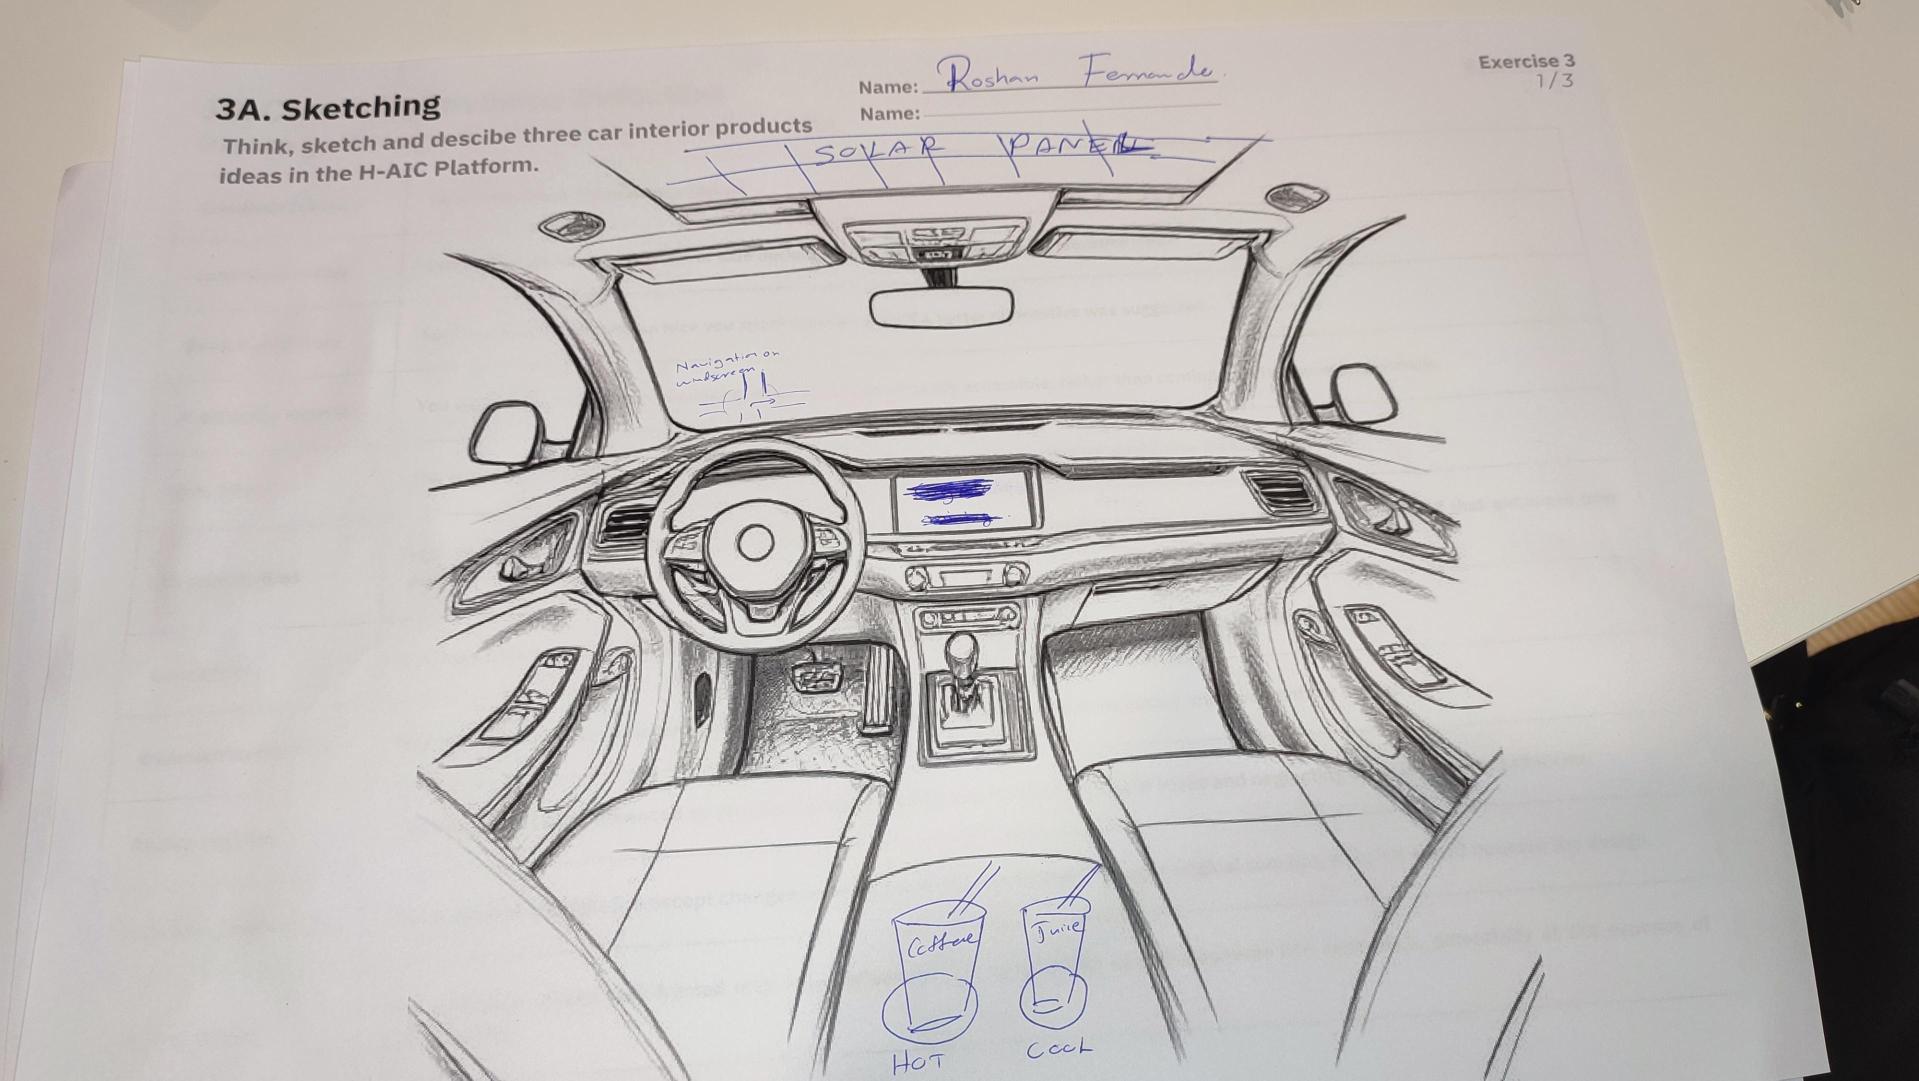 3A. Sketching
Think, sketch and descibe three car interior products
ideas in the H-AIC Platform.
Name: Roshan Fernande
Name:
Exercise 3
1/3
SOLAR PANEL
Navigation on
windscreen
Coffee
Juice
HOT
COOL